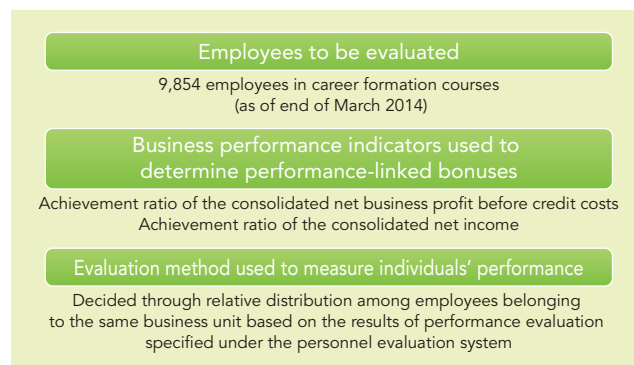 Employees to be evaluated
9,854 employees in career formation courses
(as of end of March 2014)
Business performance indicators used to
determine performance-linked bonuses
Achievement ratio of the consolidated net business profit before credit costs
Achievement ratio of the consolidated net income
Evaluation method used to measure individuals’ performance
Decided through relative distribution among employees belonging
to the same business unit based on the results of performance evaluation
specified under the personnel evaluation system